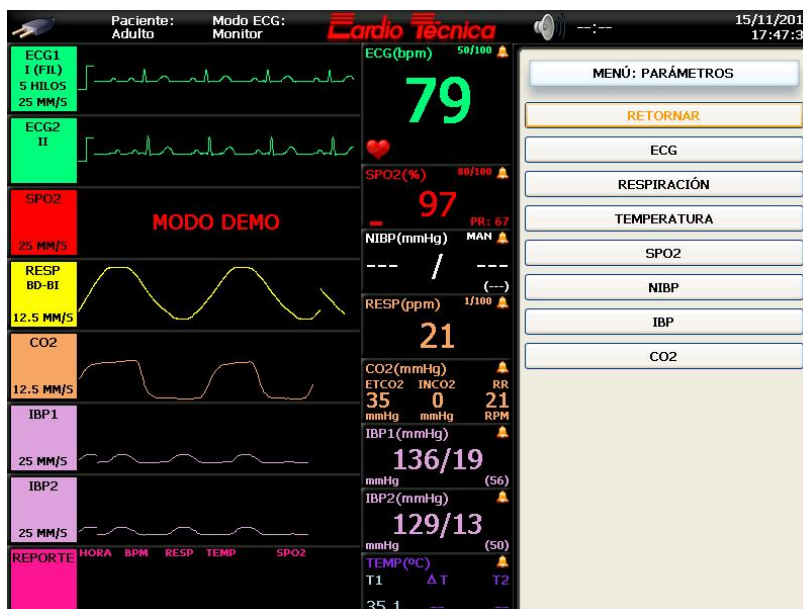 Paciente: Adulto
Modo ECG: Monitor
Cardio Técnica
--:--
15/11/201
17:47:3
ECG1
I (FIL)
5 HILOS
25 MM/S
ECG2
II
SPO2
25 MM/S
MODO DEMO
RESP
BD-BI
12.5 MM/S
CO2
12.5 MM/S
IBP1
25 MM/S
IBP2
25 MM/S
REPORTE
HORA BPM RESP TEMP SPO2
ECG(bpm) 50/100
79
SPO2(%) 80/100
97
PR: 67
NIBP(mmHg) MAN
--- / ---
(---)
RESP(ppm) 1/100
21
CO2(mmHg)
ETCO2 INCO2 RR
35 0 21
mmHg mmHg RPM
IBP1(mmHg)
136/19
mmHg (56)
IBP2(mmHg)
129/13
mmHg (50)
TEMP(ºC)
T1 ΔT T2
35.1 -- --
MENÚ: PARÁMETROS
RETORNAR
ECG
RESPIRACIÓN
TEMPERATURA
SPO2
NIBP
IBP
CO2